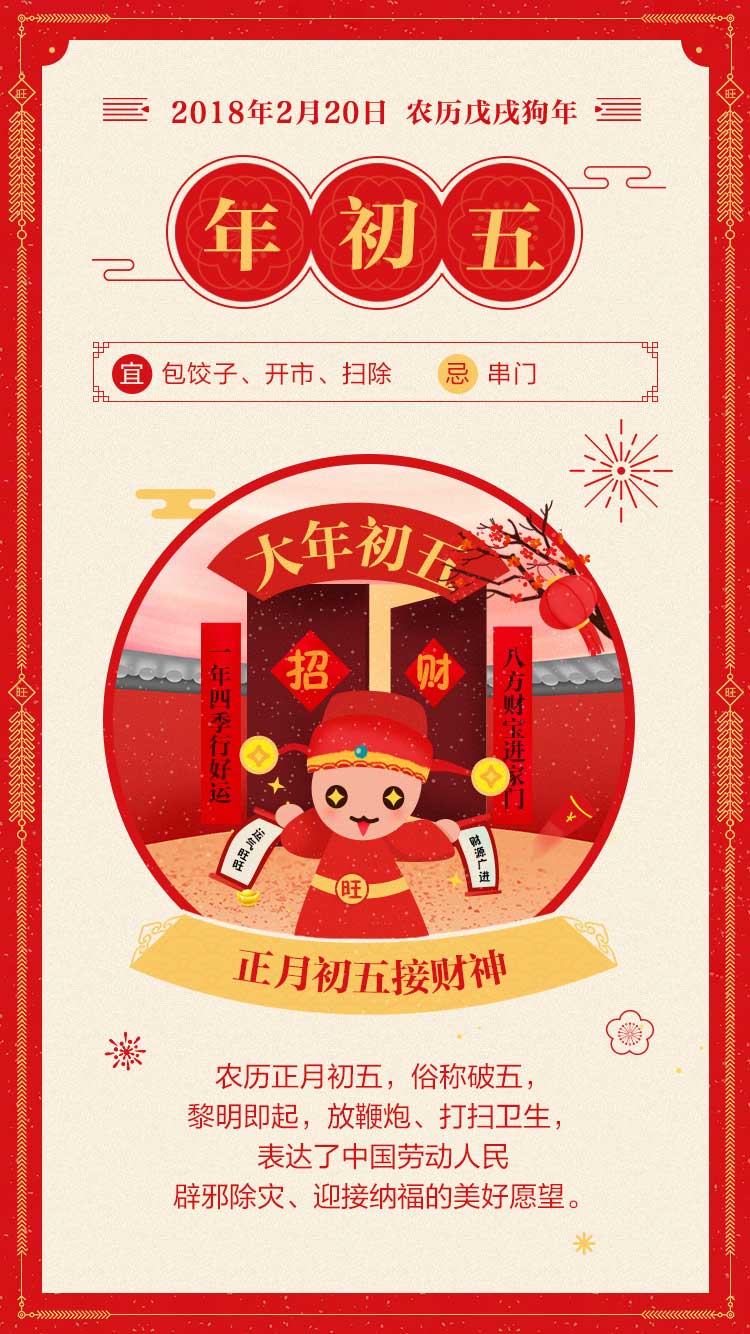 2018年2月20日 农历戊戌狗年
年初五
宜 包饺子、开市、扫除 忌 串门
大年初五
招财
一年四季行好运
八方财宝进家门
运气旺旺
财源广进
旺
正月初五接财神
农历正月初五，俗称破五，
黎明即起，放鞭炮、打扫卫生，
表达了中国劳动人民
辟邪除灾、迎接纳福的美好愿望。
旺
旺
旺
旺